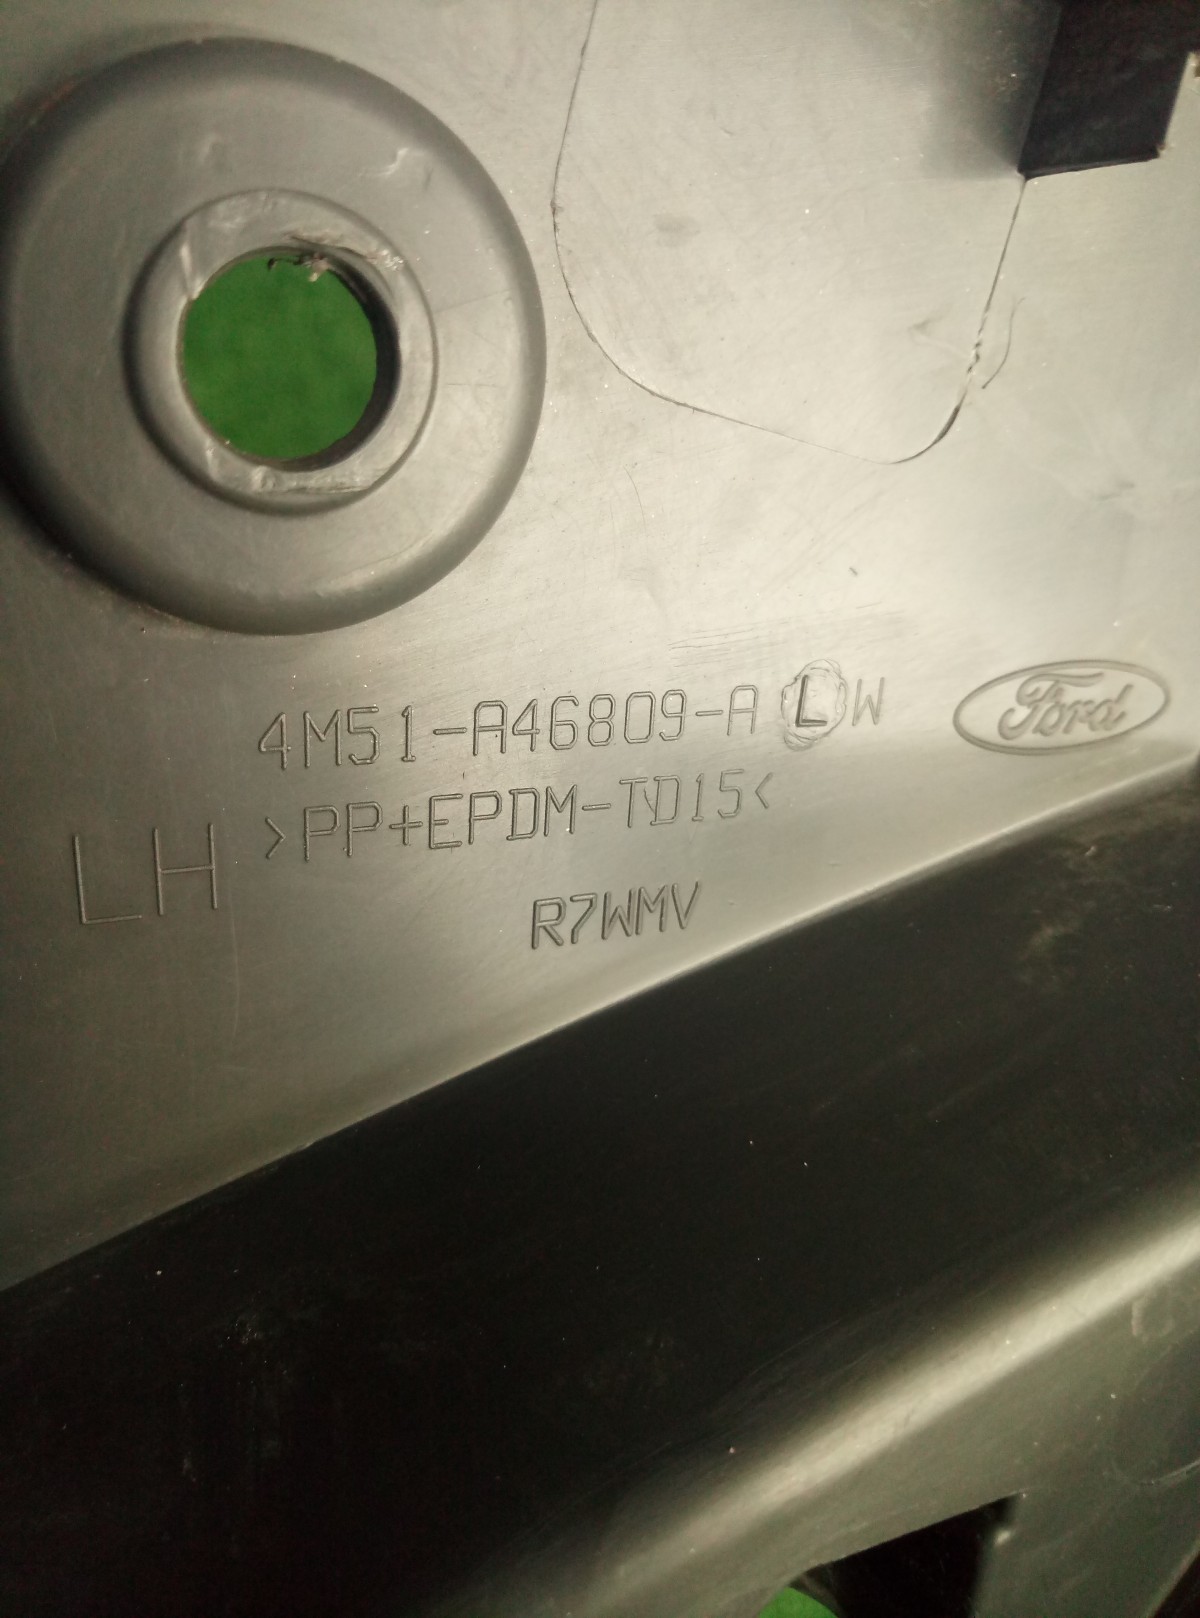 4M51-A46809-A L W
Ford
>PP+EPDM-TD15<
LH
R7WMV